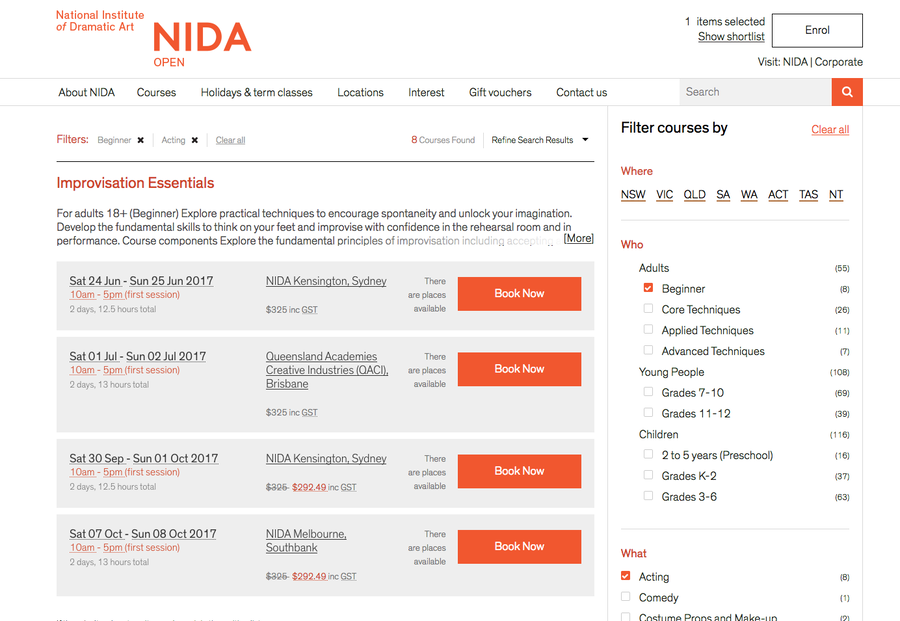 National Institute
of Dramatic Art
NIDA
OPEN
1 items selected
Show shortlist
Enrol
Visit: NIDA | Corporate
About NIDA Courses Holidays & term classes Locations Interest Gift vouchers Contact us Search
Filters: Beginner ✖ Acting ✖ Clear all 8 Courses Found Refine Search Results
Improvisation Essentials
For adults 18+ (Beginner) Explore practical techniques to encourage spontaneity and unlock your imagination.
Develop the fundamental skills to think on your feet and improvise with confidence in the rehearsal room and in
performance. Course components Explore the fundamental principles of improvisation including accepting .. [More]
Sat 24 Jun - Sun 25 Jun 2017
10am - 5pm (first session)
2 days, 12.5 hours total
NIDA Kensington, Sydney
$325 inc GST
There
are places
available
Book Now
Sat 01 Jul - Sun 02 Jul 2017
10am - 5pm (first session)
2 days, 13 hours total
Queensland Academies
Creative Industries (QACI),
Brisbane
$325 inc GST
There
are places
available
Book Now
Sat 30 Sep - Sun 01 Oct 2017
10am - 5pm (first session)
2 days, 12.5 hours total
NIDA Kensington, Sydney
$325 $292.49 inc GST
There
are places
available
Book Now
Sat 07 Oct - Sun 08 Oct 2017
10am - 5pm (first session)
2 days, 13 hours total
NIDA Melbourne,
Southbank
$325 $292.49 inc GST
There
are places
available
Book Now
Filter courses by Clear all
Where
NSW VIC QLD SA WA ACT TAS NT
Who
Adults (55)
Beginner (8)
Core Techniques (26)
Applied Techniques (11)
Advanced Techniques (7)
Young People (108)
Grades 7-10 (69)
Grades 11-12 (39)
Children (116)
2 to 5 years (Preschool) (16)
Grades K-2 (37)
Grades 3-6 (63)
What
Acting (8)
Comedy (1)
Costume Props and Make-up (2)